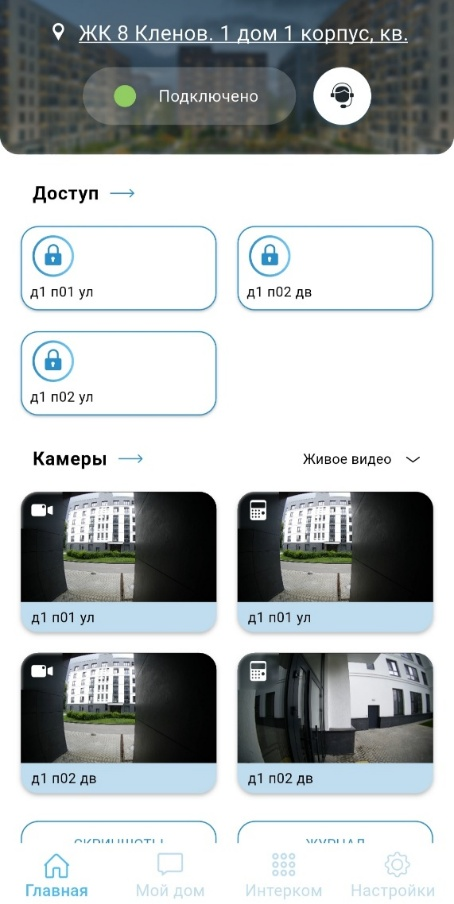 ЖК 8 Кленов. 1 дом 1 корпус, кв.
Подключено
Доступ
д1 п01 ул
д1 п02 дв
д1 п02 ул
Камеры
Живое видео
д1 п01 ул
д1 п01 ул
д1 п02 дв
д1 п02 дв
СКРИНШОТЫ
ЖУРНАЛ
Главная
Мой дом
Интерком
Настройки